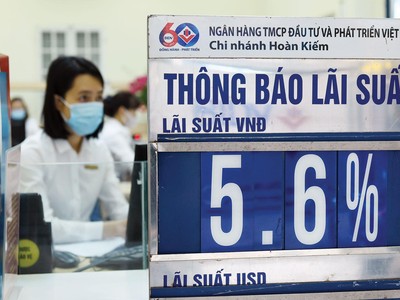 NGÂN HÀNG TMCP ĐẦU TƯ VÀ PHÁT TRIỂN VIỆT
Chi nhánh Hoàn Kiếm
60
THÔNG BÁO LÃI SUẤ
LÃI SUẤT VNĐ
5.6%
LÃI SUẤT USD